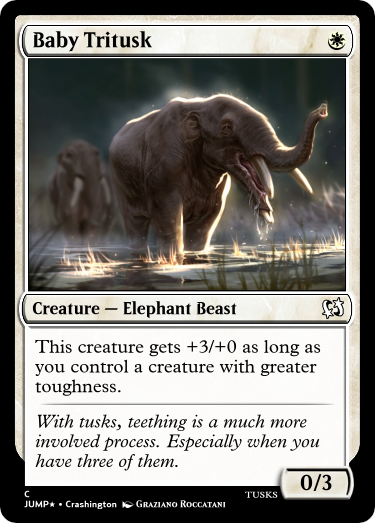 Baby Tritusk
Creature — Elephant Beast
This creature gets +3/+0 as long as
you control a creature with greater
toughness.
With tusks, teething is a much more
involved process. Especially when you
have three of them.
0/3
C
TUSKS
JUMP★ • Crashington GRAZIANO ROCCATANI